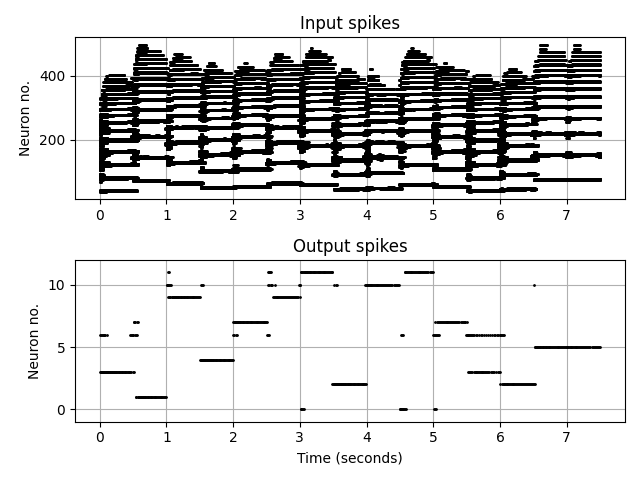 Input spikes
Neuron no.
400
200
0 1 2 3 4 5 6 7
Output spikes
Neuron no.
10
5
0
0 1 2 3 4 5 6 7
Time (seconds)